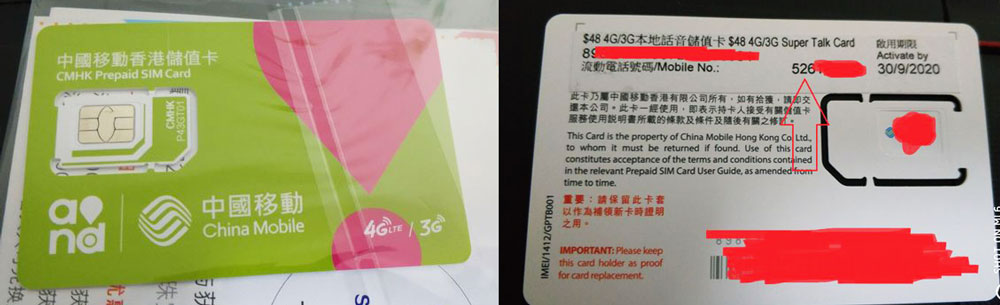 中國移動香港儲值卡
CMHK Prepaid SIM Card
CMHK
P43GT01
and
中國移動
China Mobile
4G LTE / 3G
$48 4G/3G本地話音儲值卡 $48 4G/3G Super Talk Card
啟用期限
Activate by
30/9/2020
流動電話號碼/Mobile No.:
526
此卡乃屬中國移動香港有限公司所有，如有拾獲，請即交
還本公司。此卡一經使用，即表示持卡人接受有關儲值卡
服務使用説明書所載的條款及條件及隨後有關之修訂。
This Card is the property of China Mobile Hong Kong Co Ltd.,
to whom it must be returned if found. Use of this card
constitutes acceptance of the terms and conditions contained
in the relevant Prepaid SIM Card User Guide, as amended from
time to time.
重要：請保留此卡套
以作為補領新卡時證明
之用。
IMPORTANT: Please keep
this card holder as proof
for card replacement.
IMEI/1412/GPTB001